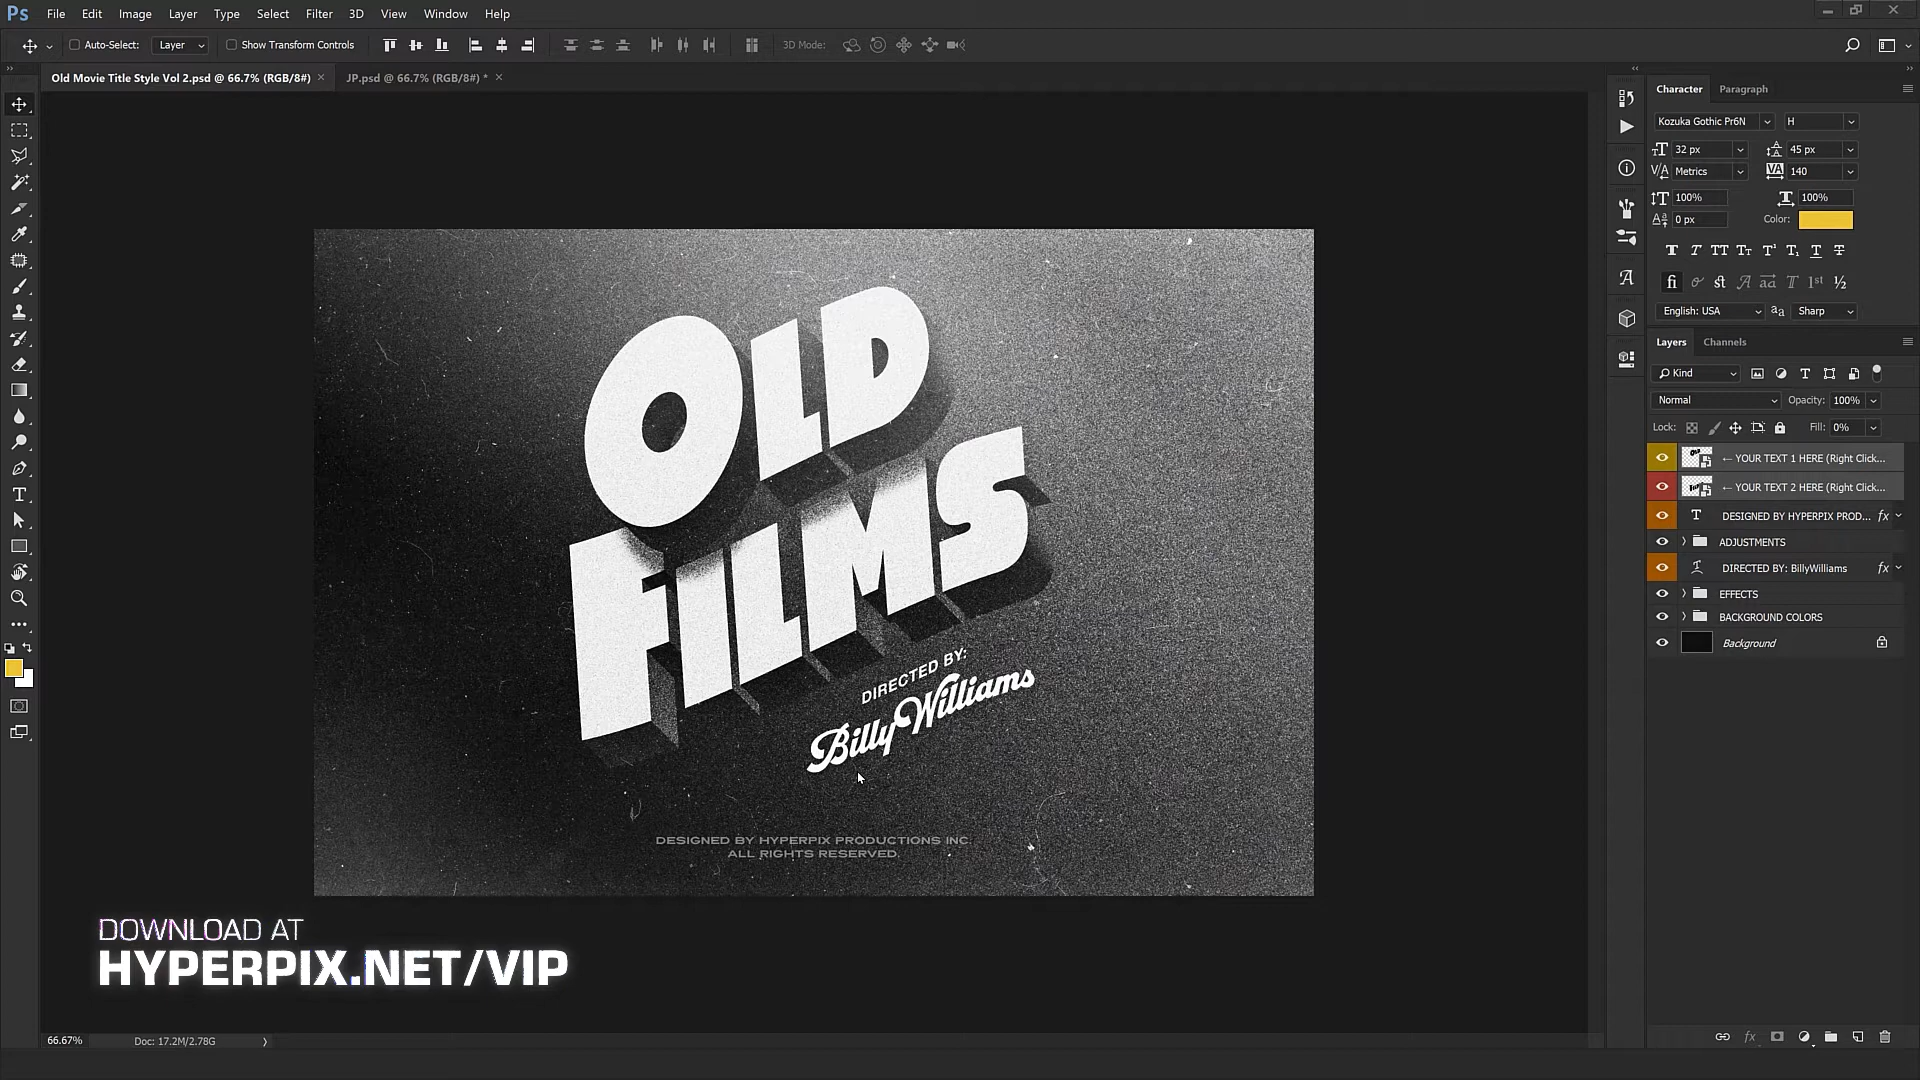 Ps File Edit Image Layer Type Select Filter 3D View Window Help
Auto-Select: Layer Show Transform Controls 3D Mode:
Old Movie Title Style Vol 2.psd @ 66.7% (RGB/8#) × JP.psd @ 66.7% (RGB/8#) * ×
Character Paragraph
Kozuka Gothic Pr6N H
32 px 45 px
Metrics 140
100% 100%
0 px Color:
English: USA Sharp
Layers Channels
Kind
Normal Opacity: 100%
Lock: Fill: 0%
← YOUR TEXT 1 HERE (Right Click...
← YOUR TEXT 2 HERE (Right Click...
DESIGNED BY HYPERPIX PROD... fx
ADJUSTMENTS
DIRECTED BY: BillyWilliams fx
EFFECTS
BACKGROUND COLORS
Background
OLD
FILMS
DIRECTED BY:
Billy Williams
DESIGNED BY HYPERPIX PRODUCTIONS INC.
ALL RIGHTS RESERVED.
DOWNLOAD AT
HYPERPIX.NET/VIP
66.67% Doc: 17.2M/2.78G
fx